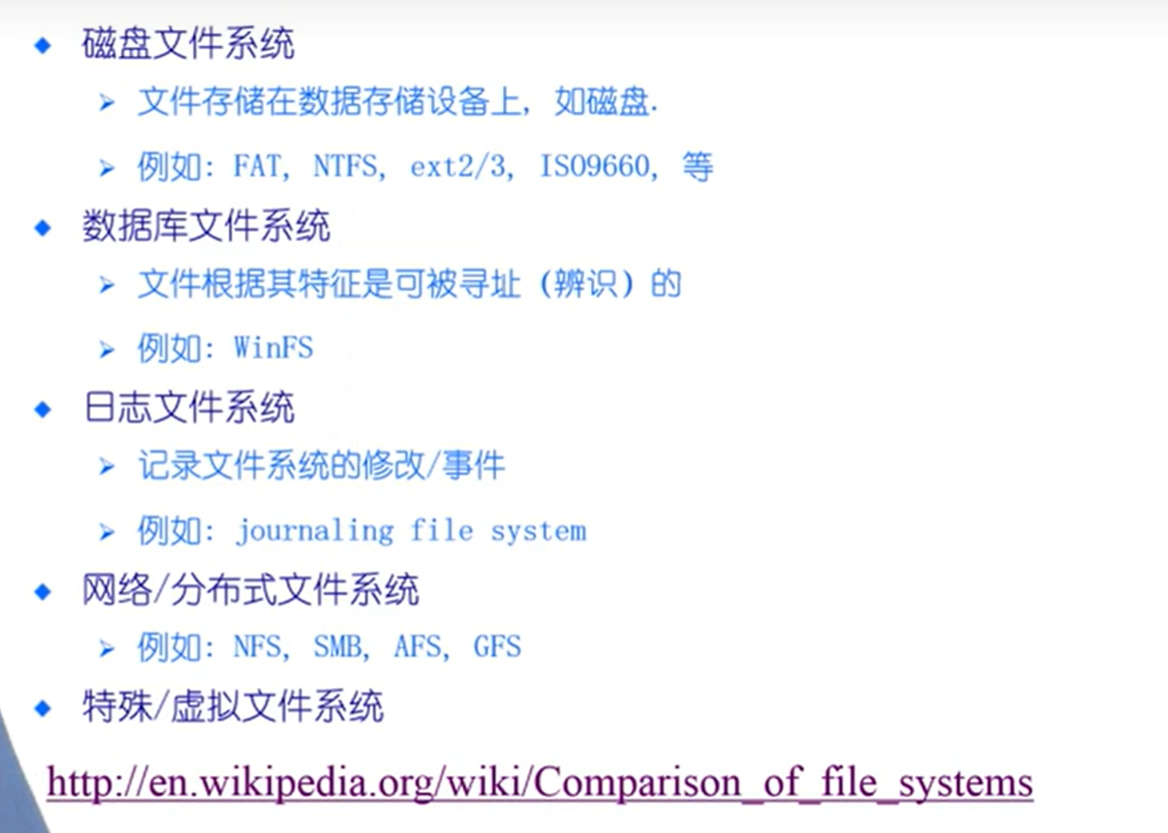 磁盘文件系统
文件存储在数据存储设备上, 如磁盘.
例如: FAT, NTFS, ext2/3, ISO9660, 等
数据库文件系统
文件根据其特征是可被寻址（辨识）的
例如: WinFS
日志文件系统
记录文件系统的修改/事件
例如: journaling file system
网络/分布式文件系统
例如: NFS, SMB, AFS, GFS
特殊/虚拟文件系统
http://en.wikipedia.org/wiki/Comparison_of_file_systems